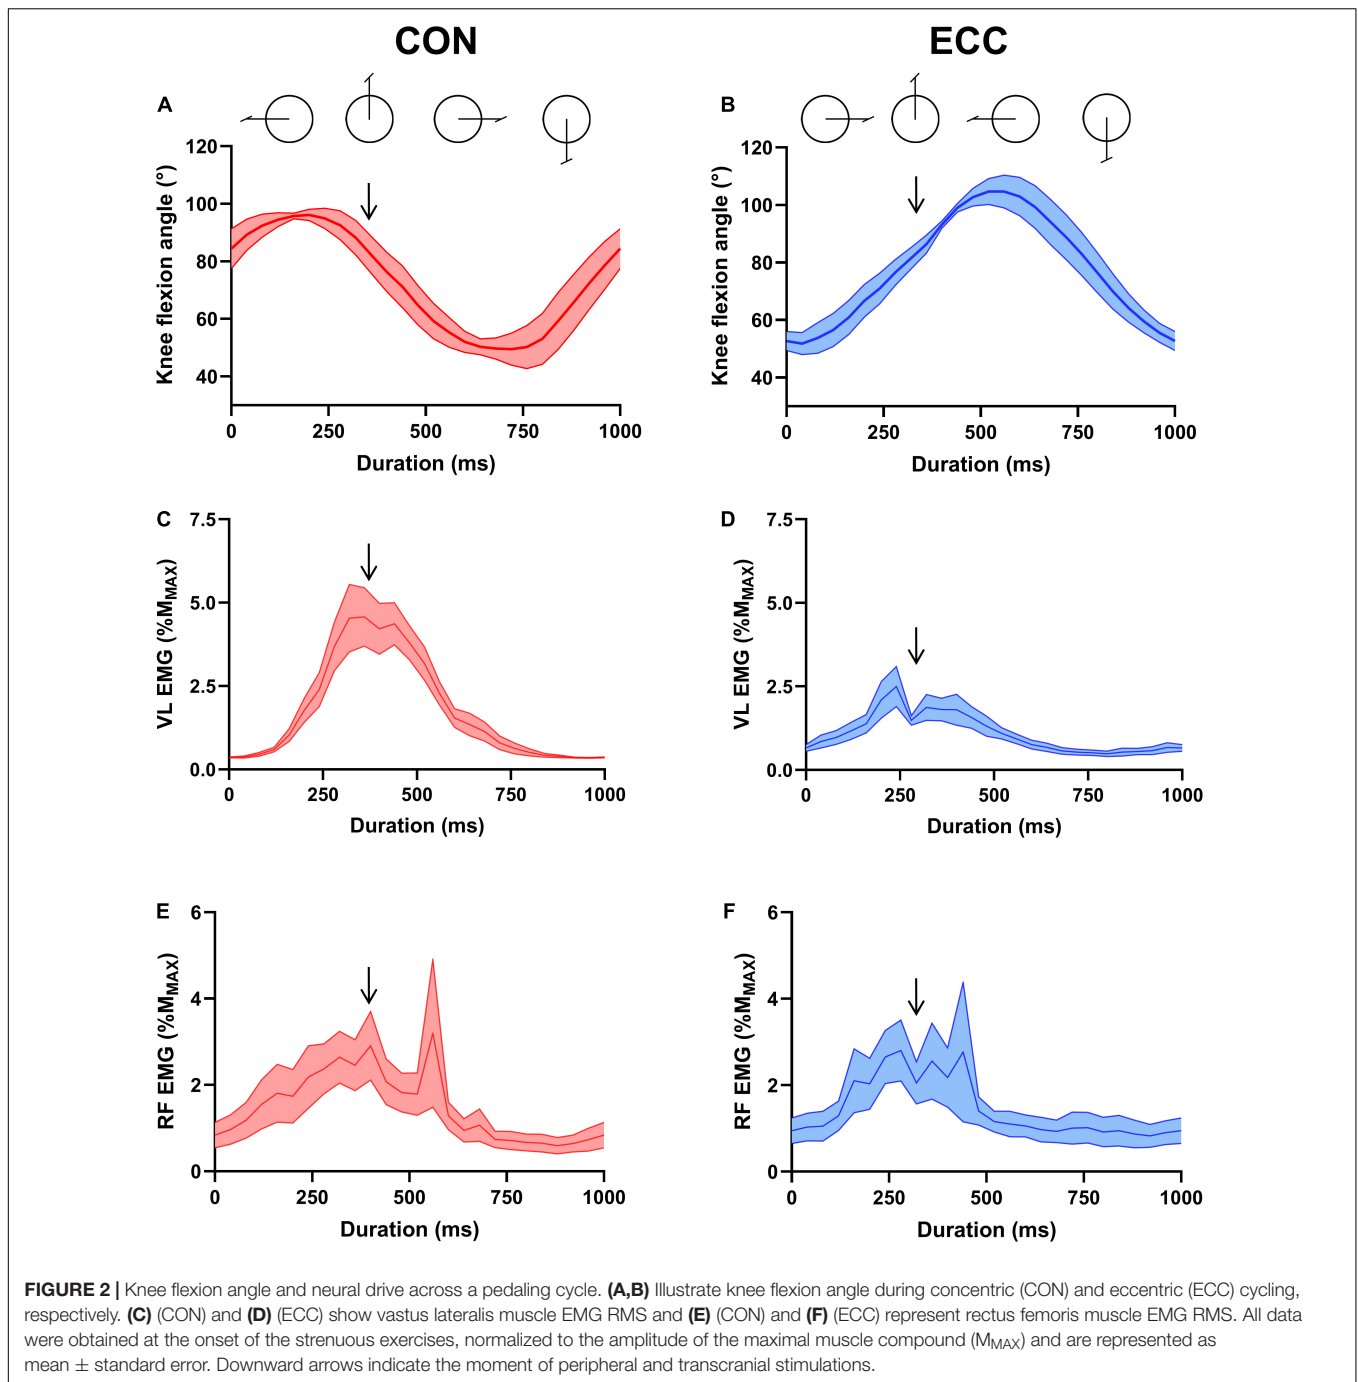 CON
ECC
A
120
100
80
60
40
Knee flexion angle (°)
0 250 500 750 1000
Duration (ms)
B
120
100
80
60
40
Knee flexion angle (°)
0 250 500 750 1000
Duration (ms)
C
7.5
5.0
2.5
0.0
VL EMG (%MMAX)
0 250 500 750 1000
Duration (ms)
D
7.5
5.0
2.5
0.0
VL EMG (%MMAX)
0 250 500 750 1000
Duration (ms)
E
6
4
2
0
RF EMG (%MMAX)
0 250 500 750 1000
Duration (ms)
F
6
4
2
0
RF EMG (%MMAX)
0 250 500 750 1000
Duration (ms)
FIGURE 2 | Knee flexion angle and neural drive across a pedaling cycle. (A,B) Illustrate knee flexion angle during concentric (CON) and eccentric (ECC) cycling,
respectively. (C) (CON) and (D) (ECC) show vastus lateralis muscle EMG RMS and (E) (CON) and (F) (ECC) represent rectus femoris muscle EMG RMS. All data
were obtained at the onset of the strenuous exercises, normalized to the amplitude of the maximal muscle compound (MMAX) and are represented as
mean ± standard error. Downward arrows indicate the moment of peripheral and transcranial stimulations.